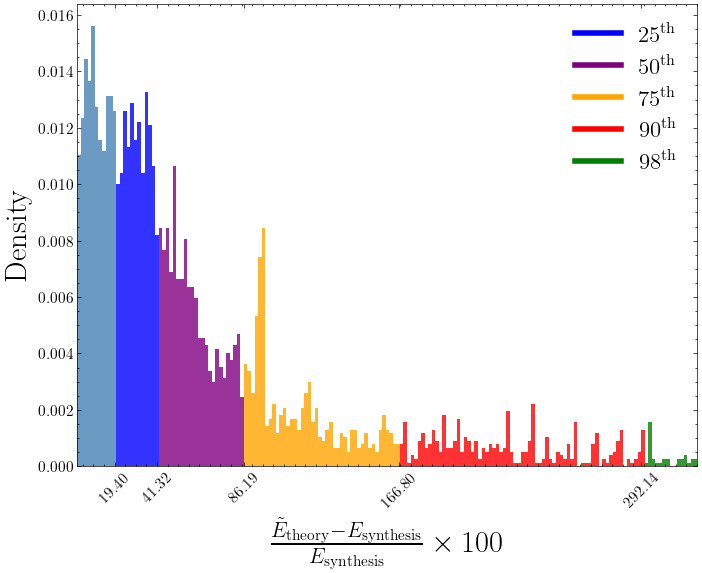 0.016
0.014
0.012
0.010
0.008
0.006
0.004
0.002
0.000
Density
25th
50th
75th
90th
98th
19.40
41.32
86.19
166.80
292.14
Ẽtheory−Esynthesis
Esynthesis
× 100